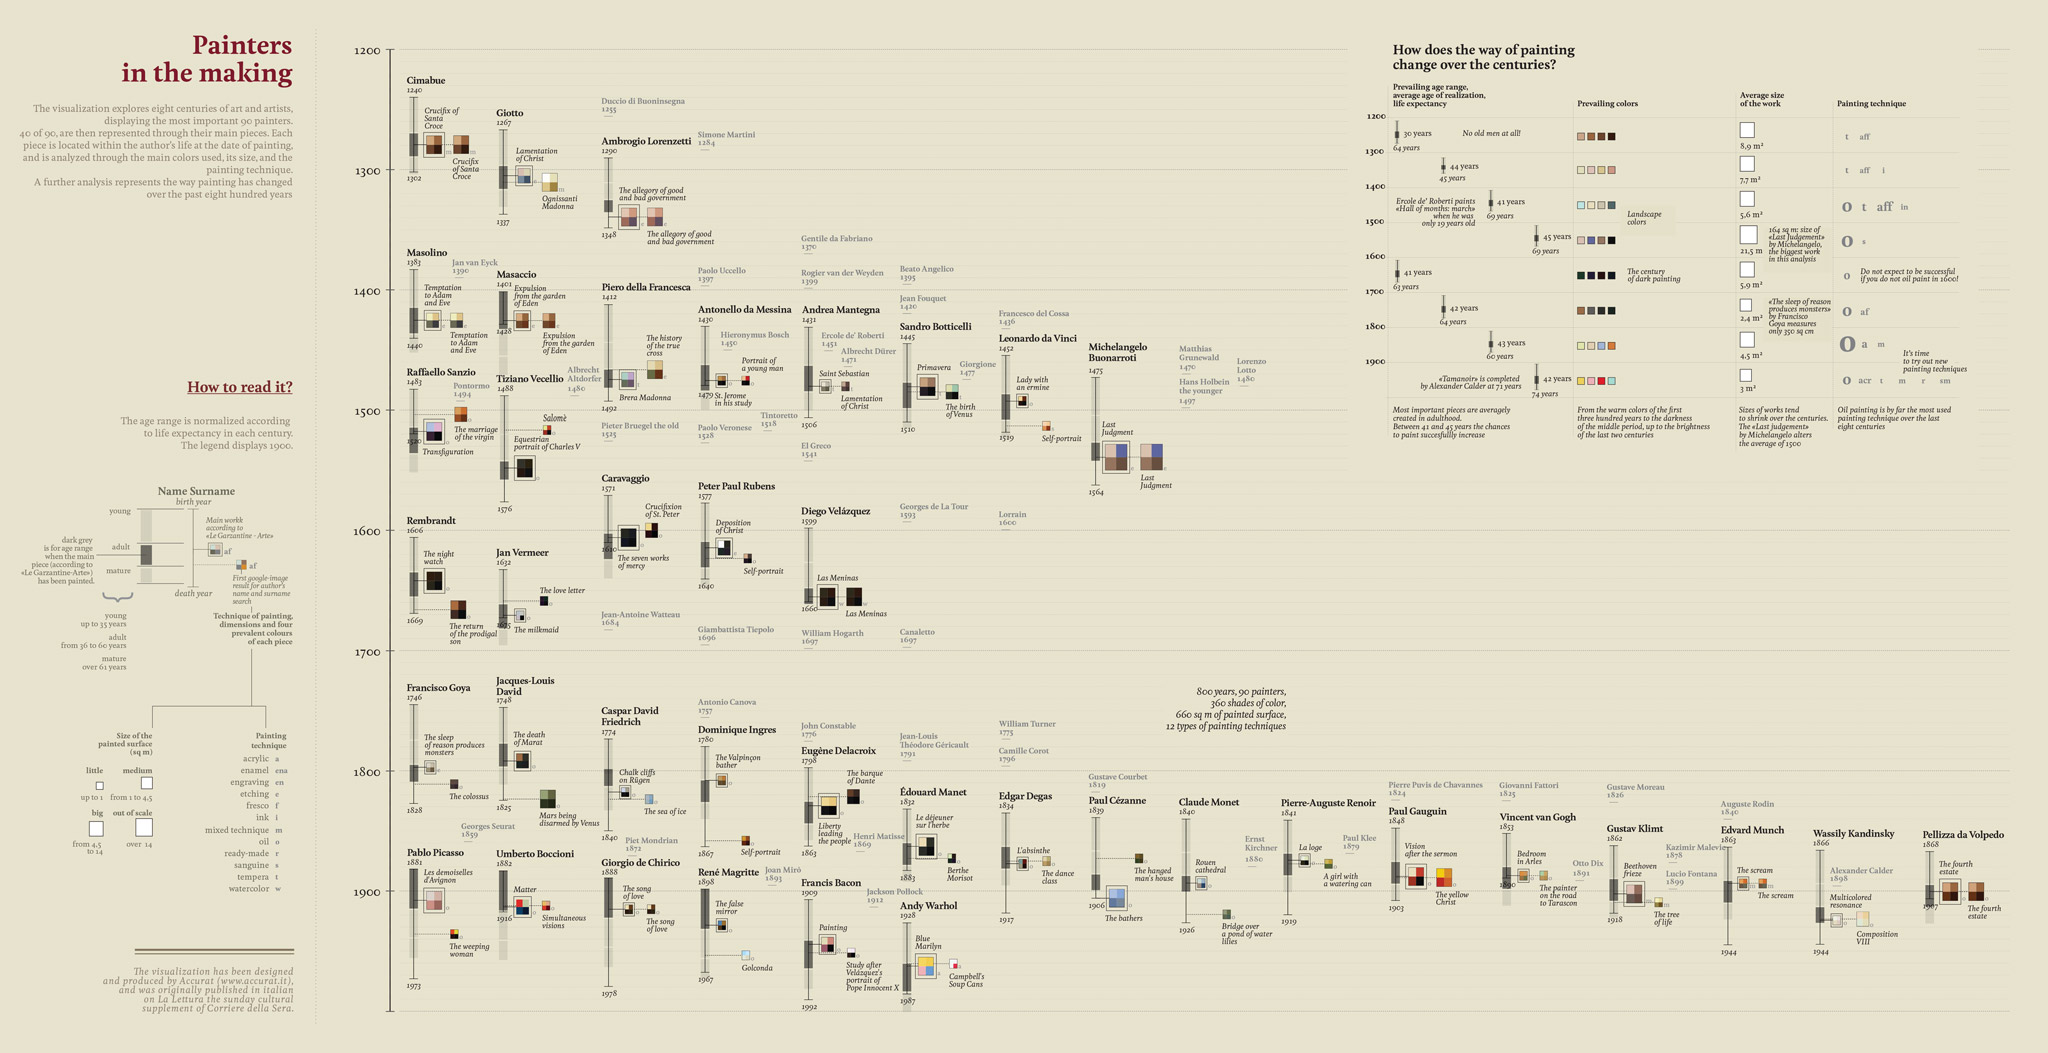 Painters
in the making
The visualization explores eight centuries of art and artists,
displaying the most important 90 painters.
40 of 90, are then represented through their main pieces. Each
piece is located within the author's life at the date of painting,
and is analyzed through the main colors used, its size, and the
painting technique.
A further analysis represents the way painting has changed
over the past eight hundred years
How to read it?
The age range is normalized according
to life expectancy in each century.
The legend displays 1900.
Name Surname
birth year
young
adult
mature
dark grey
is for age range
when the main
piece (according to
«Le Garzantine-Arte»)
has been painted.
Main workk
according to
«Le Garzantine - Arte»
af
af
First google-image
result for author's
name and surname
search
death year
young
up to 35 years
adult
from 36 to 60 years
mature
over 61 years
Technique of painting,
dimensions and four
prevalent colours
of each piece
Size of the
painted surface
(sq m)
little
medium
up to 1
from 1 to 4,5
big
out of scale
from 4,5
to 14
over 14
Painting
technique
acrylic a
enamel ena
engraving en
etching e
fresco f
ink i
mixed technique m
oil o
ready-made r
sanguine s
tempera t
watercolor w
The visualization has been designed
and produced by Accurat (www.accurat.it),
and was originally published in italian
on La Lettura the sunday cultural
supplement of Corriere della Sera.
1200
1300
1400
1500
1600
1700
1800
1900
Cimabue
1240
Crucifix of
Santa
Croce
Crucifix
of Santa
Croce
1302
Giotto
1267
Lamentation
of Christ
Ognissanti
Madonna
1337
Duccio di Buoninsegna
1255
Ambrogio Lorenzetti
1290
The allegory of good
and bad government
The allegory of good
and bad government
1348
Simone Martini
1284
Masolino
1383
Temptation
to Adam
and Eve
Temptation
to Adam
and Eve
1440
Jan van Eyck
1390
Masaccio
1401
Expulsion
from the garden
of Eden
Expulsion
from the garden
of Eden
1428
Piero della Francesca
1412
The history
of the true
cross
Brera Madonna
1492
Paolo Uccello
1397
Antonello da Messina
1430
Hieronymus Bosch
1450
Portrait of
a young man
St. Jerome
in his study
1479
Gentile da Fabriano
1370
Rogier van der Weyden
1399
Andrea Mantegna
1431
Ercole de' Roberti
1451
Albrecht Dürer
1471
Saint Sebastian
Lamentation
of Christ
1506
Beato Angelico
1395
Jean Fouquet
1420
Sandro Botticelli
1445
Giorgione
1477
Primavera
The birth
of Venus
1510
Francesco del Cossa
1436
Leonardo da Vinci
1452
Lady with
an ermine
Self-portrait
1519
Michelangelo
Buonarroti
1475
Last
Judgment
Last
Judgment
1564
Matthias
Grunewald
1470
Hans Holbein
the younger
1497
Lorenzo
Lotto
1480
Raffaello Sanzio
1483
Pontormo
1494
The marriage
of the virgin
Transfiguration
1520
Tiziano Vecellio
1488
Albrecht
Altdorfer
1480
Salomè
Equestrian
portrait of Charles V
1576
Pieter Bruegel the old
1525
Paolo Veronese
1528
Tintoretto
1518
El Greco
1541
Caravaggio
1571
Crucifixion
of St. Peter
The seven works
of mercy
1610
Peter Paul Rubens
1577
Deposition
of Christ
Self-portrait
1640
Diego Velázquez
1599
Las Meninas
Las Meninas
1660
Georges de La Tour
1593
Lorrain
1600
Rembrandt
1606
The night
watch
The return
of the prodigal
son
1669
Jan Vermeer
1632
The love letter
The milkmaid
1675
Jean-Antoine Watteau
1684
Giambattista Tiepolo
1696
William Hogarth
1697
Canaletto
1697
Francisco Goya
1746
The sleep
of reason produces
monsters
The colossus
1828
Jacques-Louis
David
1748
The death
of Marat
Mars being
disarmed by Venus
1825
Caspar David
Friedrich
1774
Chalk cliffs
on Rügen
The sea of ice
1840
Antonio Canova
1757
Dominique Ingres
1780
The Valpinçon
bather
Self-portrait
1867
John Constable
1776
Eugène Delacroix
1798
The barque
of Dante
Liberty
leading
the people
1863
Jean-Louis
Théodore Géricault
1791
Édouard Manet
1832
Le déjeuner
sur l'herbe
Berthe
Morisot
1883
William Turner
1775
Camille Corot
1796
Edgar Degas
1834
L'absinthe
The dance
class
1917
Gustave Courbet
1819
Paul Cézanne
1839
The hanged
man's house
The bathers
1906
Claude Monet
1840
Rouen
cathedral
Bridge over
a pond of water
lilies
1926
Ernst
Kirchner
1880
Pierre-Auguste Renoir
1841
La loge
A girl with
a watering can
1919
Paul Klee
1879
Pierre Puvis de Chavannes
1824
Paul Gauguin
1848
Vision
after the sermon
The yellow
Christ
1903
Giovanni Fattori
1825
Vincent van Gogh
1853
Bedroom
in Arles
The painter
on the road
to Tarascon
1890
Otto Dix
1891
Gustave Moreau
1826
Gustav Klimt
1862
Beethoven
frieze
The tree
of life
1918
Kazimir Malevic
1878
Lucio Fontana
1899
Auguste Rodin
1840
Edvard Munch
1863
The scream
The scream
1944
Wassily Kandinsky
1866
Alexander Calder
1898
Multicolored
resonance
Composition
VIII
1944
Pellizza da Volpedo
1868
The fourth
estate
The fourth
estate
1907
Georges Seurat
1859
Pablo Picasso
1881
Les demoiselles
d'Avignon
The weeping
woman
1973
Umberto Boccioni
1882
Matter
Simultaneous
visions
1916
Piet Mondrian
1872
Giorgio de Chirico
1888
The song
of love
The song
of love
1978
René Magritte
1898
Joan Miró
1893
The false
mirror
Golconda
1967
Henri Matisse
1869
Francis Bacon
1909
Painting
Study after
Velázquez's
portrait of
Pope Innocent X
1992
Jackson Pollock
1912
Andy Warhol
1928
Blue
Marilyn
Campbell's
Soup Cans
1987
800 years, 90 painters,
360 shades of color,
660 sq m of painted surface,
12 types of painting techniques
How does the way of painting
change over the centuries?
Prevailing age range,
average age of realization,
life expectancy
Prevailing colors
Average size
of the work
Painting technique
1200
30 years
64 years
No old men at all!
8,9 m²
t aff
1300
44 years
45 years
7,7 m²
t aff i
1400
Ercole de' Roberti paints
«Hall of months: march»
when he was
only 19 years old
41 years
69 years
Landscape
colors
5,6 m²
o t aff in
1500
45 years
69 years
21,5 m²
164 sq m: size of
«Last Judgement»
by Michelangelo,
the biggest work
in this analysis
o s
1600
41 years
63 years
The century
of dark painting
5,9 m²
o
Do not expect to be successful
if you do not oil paint in 1600!
1700
42 years
64 years
2,4 m²
«The sleep of reason
produces monsters»
by Francisco
Goya measures
only 350 sq cm
o af
1800
43 years
60 years
4,5 m²
o a m
It's time
to try out new
painting techniques
1900
«Tamanoir» is completed
by Alexander Calder at 71 years
42 years
74 years
3 m²
o acr t m r sm
Most important pieces are averagely
created in adulthood.
Between 41 and 45 years the chances
to paint succesfully increase
From the warm colors of the first
three hundred years to the darkness
of the middle period, up to the brightness
of the last two centuries
Sizes of works tend
to shrink over the centuries.
The «Last judgement»
by Michelangelo alters
the average of 1500
Oil painting is by far the most used
painting technique over the last
eight centuries